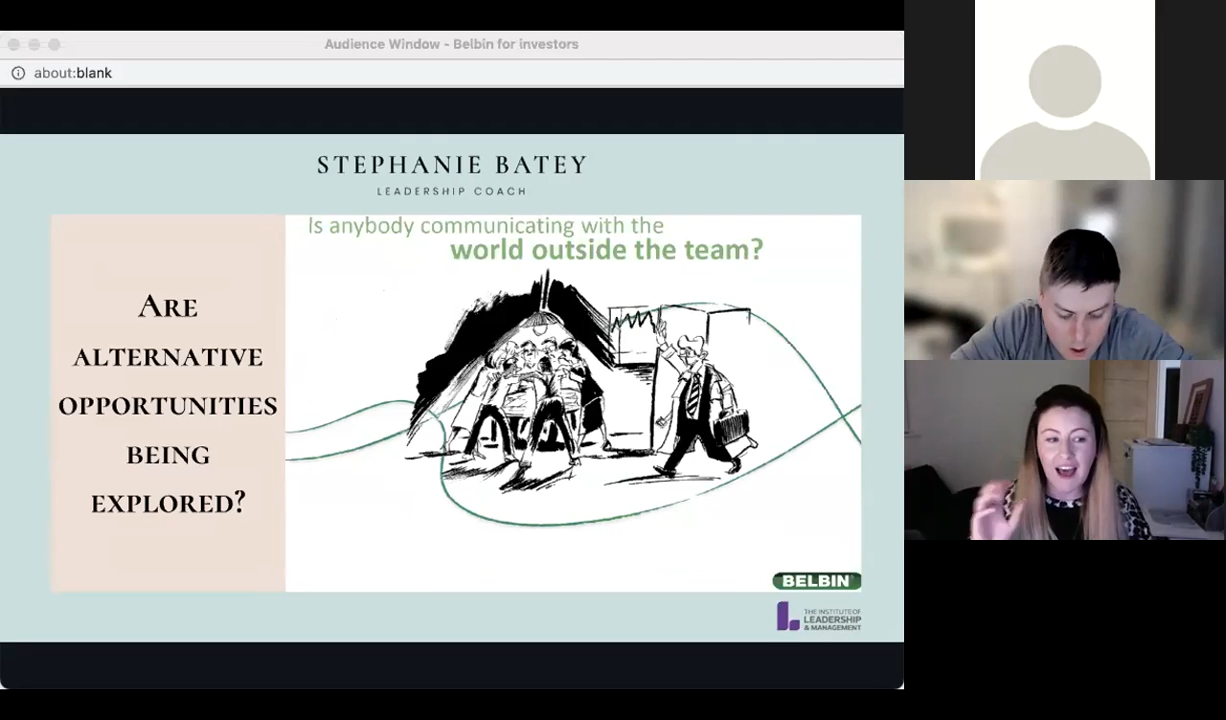 Audience Window - Belbin for investors
about:blank
STEPHANIE BATEY
LEADERSHIP COACH
Is anybody communicating with the
world outside the team?
ARE
ALTERNATIVE
OPPORTUNITIES
BEING
EXPLORED?
BELBIN
THE INSTITUTE OF
LEADERSHIP
& MANAGEMENT